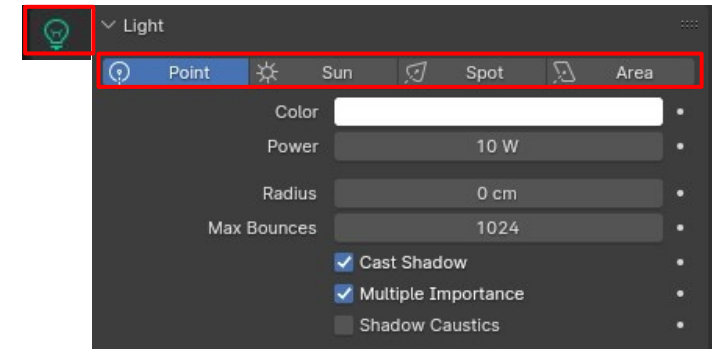 Light
Point Sun Spot Area
Color
Power 10 W
Radius 0 cm
Max Bounces 1024
Cast Shadow
Multiple Importance
Shadow Caustics